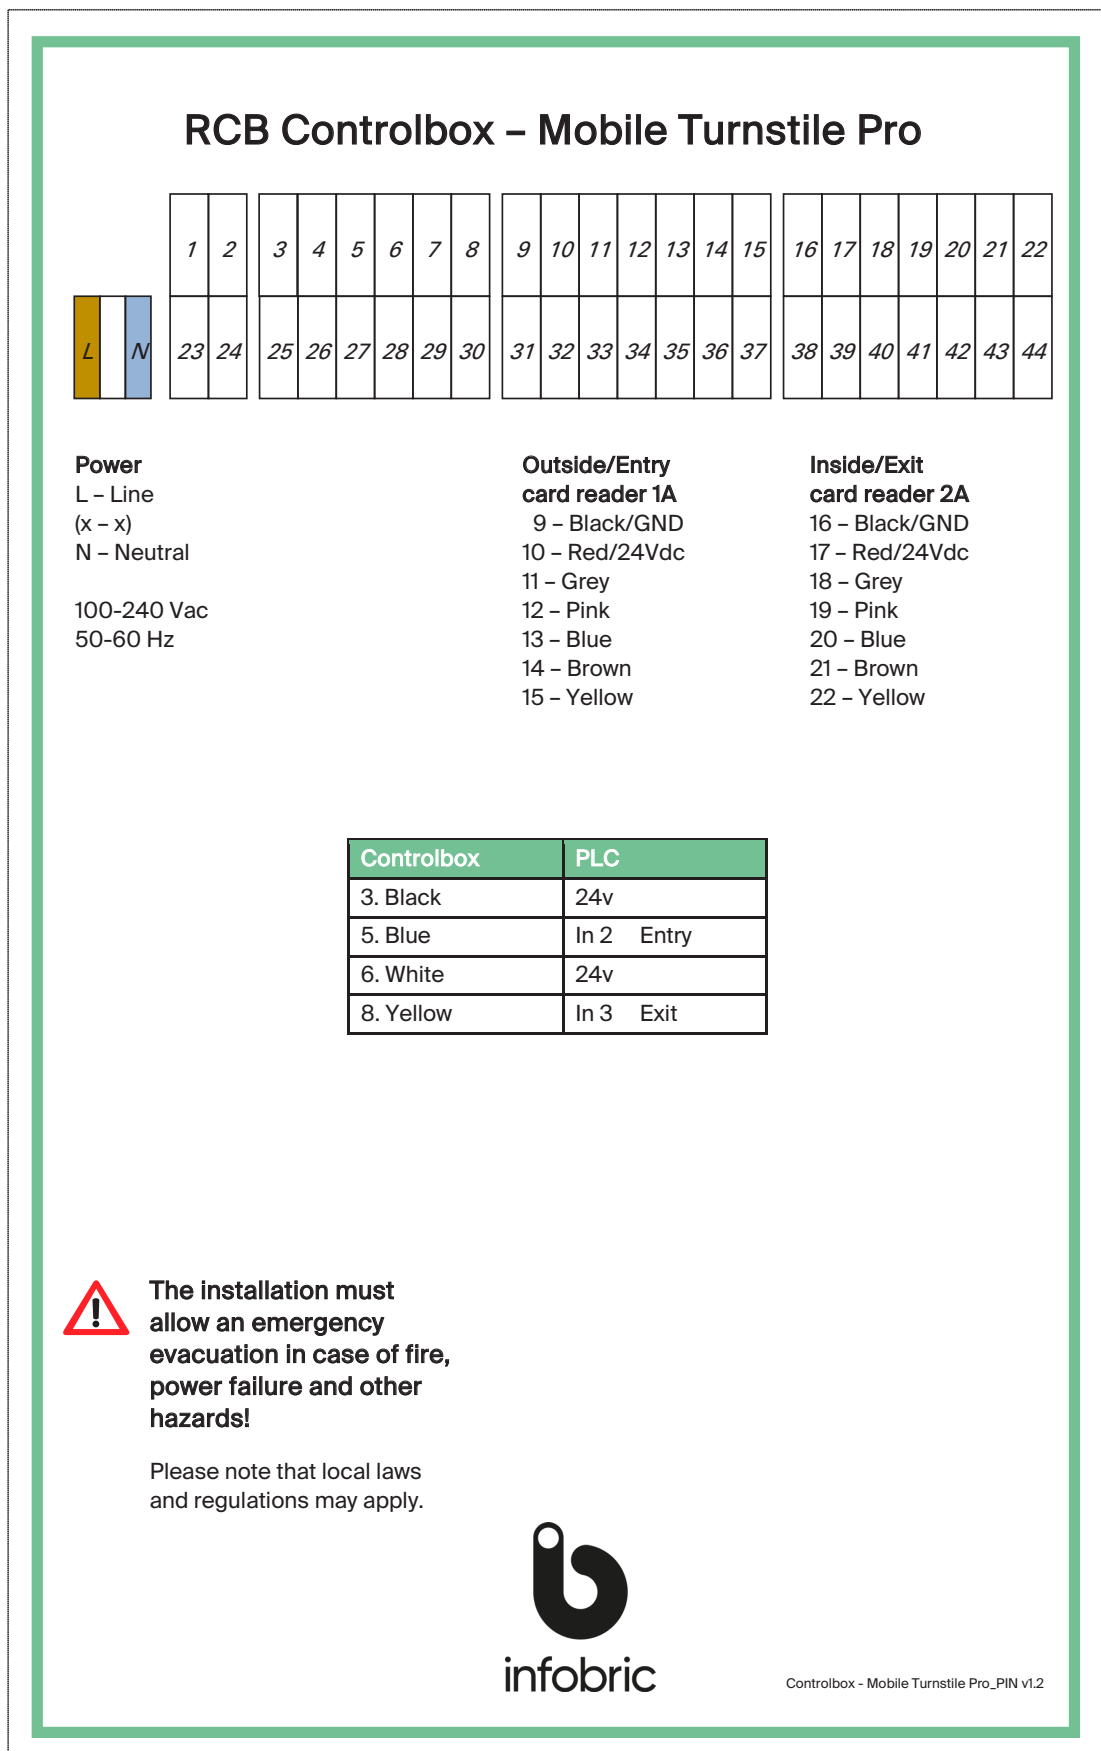 RCB Controlbox – Mobile Turnstile Pro
1 2 3 4 5 6 7 8 9 10 11 12 13 14 15 16 17 18 19 20 21 22
L N 23 24 25 26 27 28 29 30 31 32 33 34 35 36 37 38 39 40 41 42 43 44
Power
L – Line
(x – x)
N – Neutral
100-240 Vac
50-60 Hz
Outside/Entry
card reader 1A
9 – Black/GND
10 – Red/24Vdc
11 – Grey
12 – Pink
13 – Blue
14 – Brown
15 – Yellow
Inside/Exit
card reader 2A
16 – Black/GND
17 – Red/24Vdc
18 – Grey
19 – Pink
20 – Blue
21 – Brown
22 – Yellow
Controlbox PLC
3. Black 24v
5. Blue In 2 Entry
6. White 24v
8. Yellow In 3 Exit
The installation must
allow an emergency
evacuation in case of fire,
power failure and other
hazards!
Please note that local laws
and regulations may apply.
infobric
Controlbox - Mobile Turnstile Pro_PIN v1.2